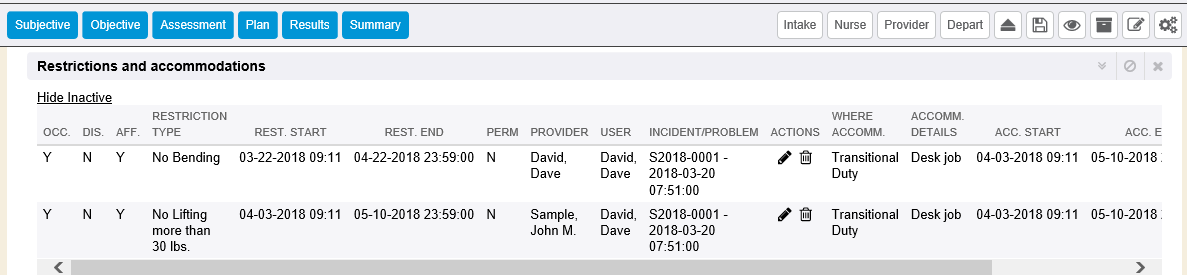 Subjective Objective Assessment Plan Results Summary Intake Nurse Provider Depart
Restrictions and accommodations
Hide Inactive
OCC. DIS. AFF. RESTRICTION TYPE REST. START REST. END PERM PROVIDER USER INCIDENT/PROBLEM ACTIONS WHERE ACCOMM. ACCOMM. DETAILS ACC. START ACC. E
Y N Y No Bending 03-22-2018 09:11 04-22-2018 23:59:00 N David, David, S2018-0001 - Transitional Desk job 04-03-2018 09:11 05-10-2018
Dave Dave 2018-03-20 Duty
07:51:00
Y N Y No Lifting 04-03-2018 09:11 05-10-2018 23:59:00 N Sample, David, S2018-0001 - Transitional Desk job 04-03-2018 09:11 05-10-2018
more than John M. Dave 2018-03-20 Duty
30 lbs. 07:51:00